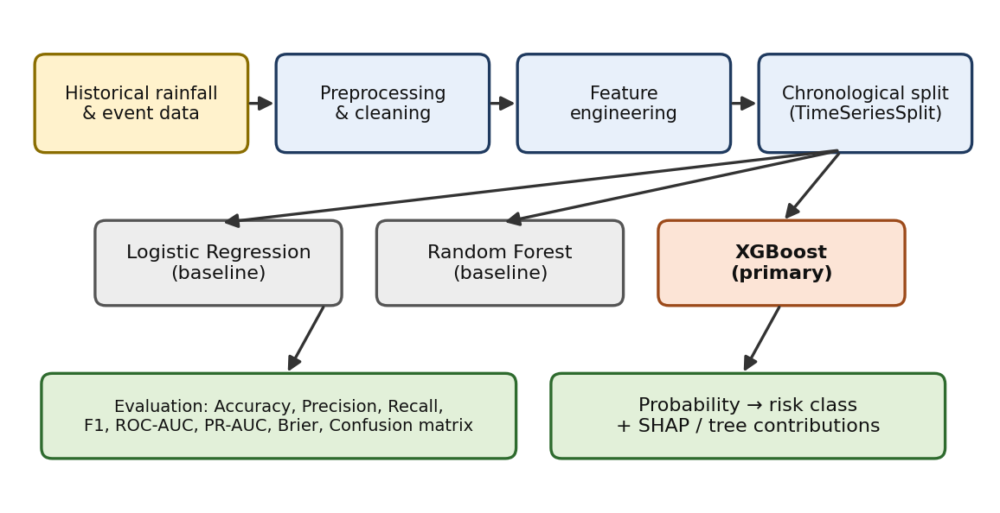 Historical rainfall
& event data
Preprocessing
& cleaning
Feature
engineering
Chronological split
(TimeSeriesSplit)
Logistic Regression
(baseline)
Random Forest
(baseline)
XGBoost
(primary)
Evaluation: Accuracy, Precision, Recall,
F1, ROC-AUC, PR-AUC, Brier, Confusion matrix
Probability → risk class
+ SHAP / tree contributions